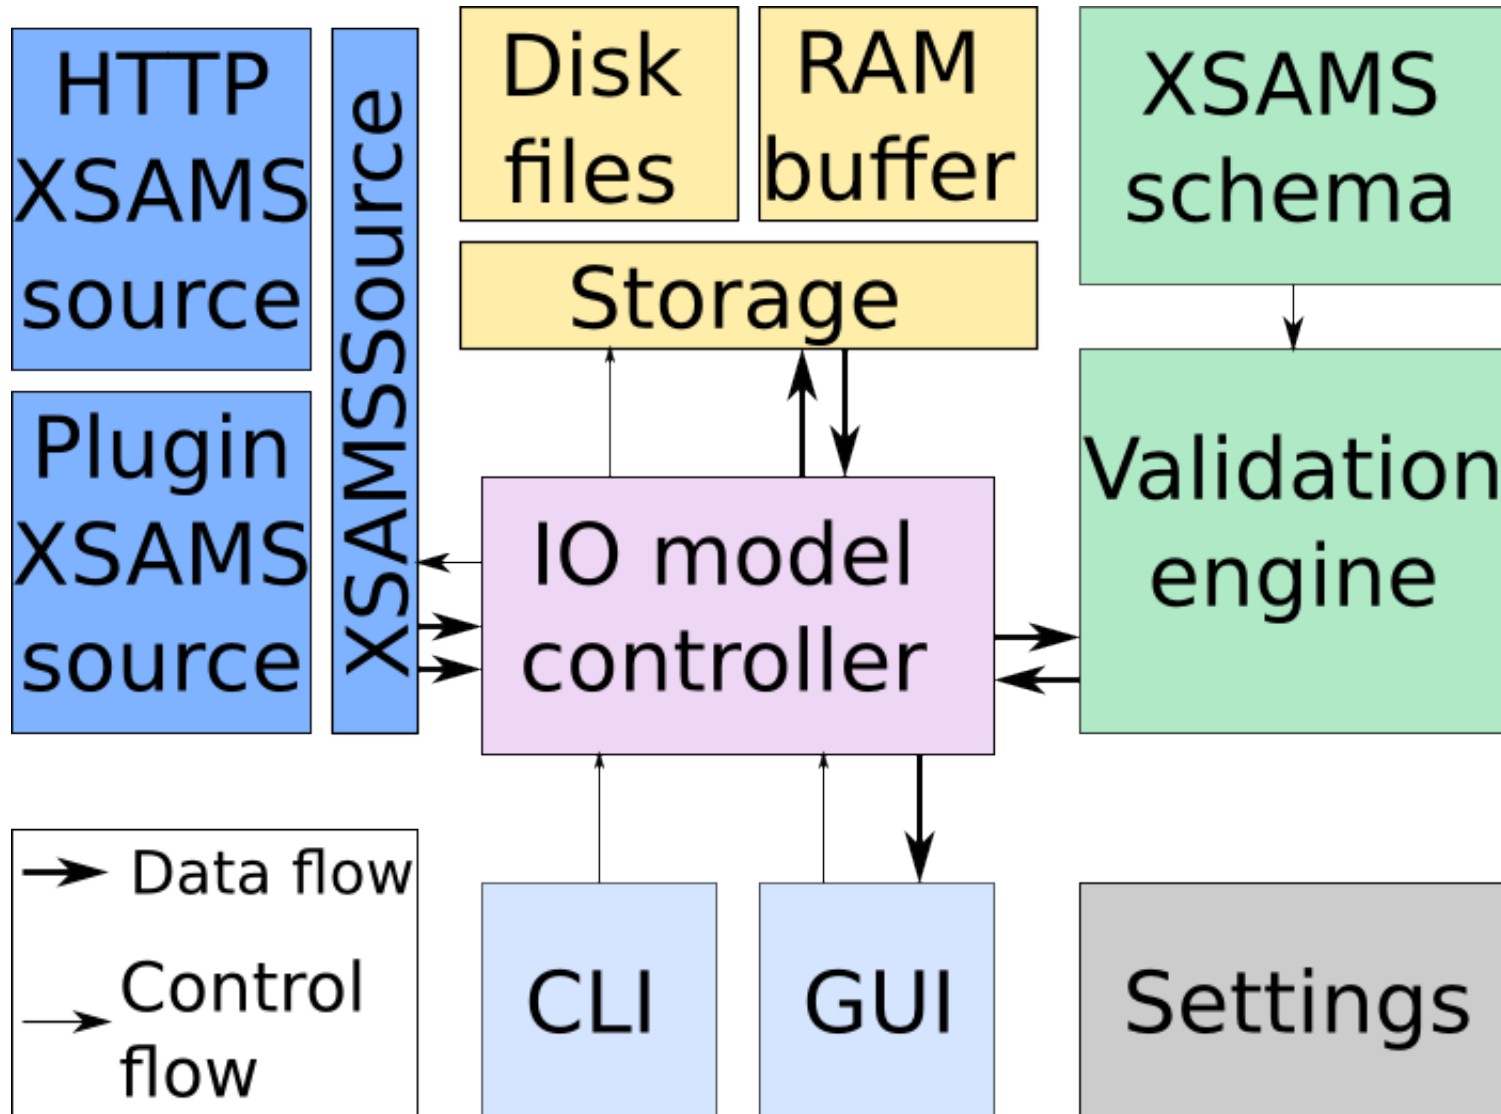 HTTP
XSAMS
source
Plugin
XSAMS
source
XSAMSSource
Disk
files
RAM
buffer
Storage
XSAMS
schema
Validation
engine
IO model
controller
Data flow
Control
flow
CLI
GUI
Settings